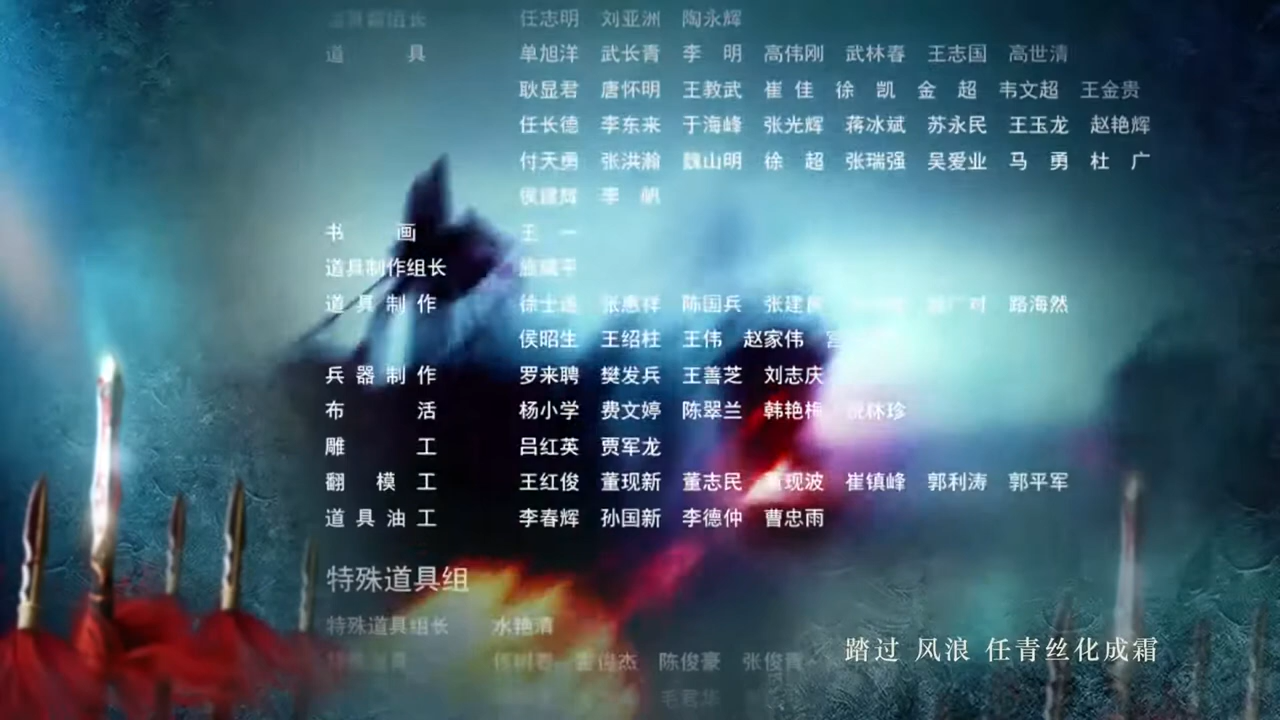 任志明 刘亚洲 陶永辉
道具 单旭洋 武长青 李明 高伟刚 武林春 王志国 高世清
耿显君 唐怀明 王教武 崔佳 徐凯 金超 韦文超 王金贵
任长德 李东来 于海峰 张光辉 蒋冰斌 苏永民 王玉龙 赵艳辉
付天勇 张洪瀚 魏山明 徐超 张瑞强 吴爱业 马勇 杜广
侯建辉 李帆
书画 王一
道具制作组长
道具制作 张惠祥 陈国兵 路海然
侯昭生 王绍柱 王伟 赵家伟
兵器制作 罗来聘 樊发兵 王善芝 刘志庆
布活 杨小学 费文婷 陈翠兰 韩艳梅
雕工 吕红英 贾军龙
翻模工 王红俊 董现新 董志民 崔镇峰 郭利涛 郭平军
道具油工 李春辉 孙国新 李德仲 曹忠雨
特殊道具组
特殊道具组长 水艳清
陈俊豪
踏过 风浪 任青丝化成霜